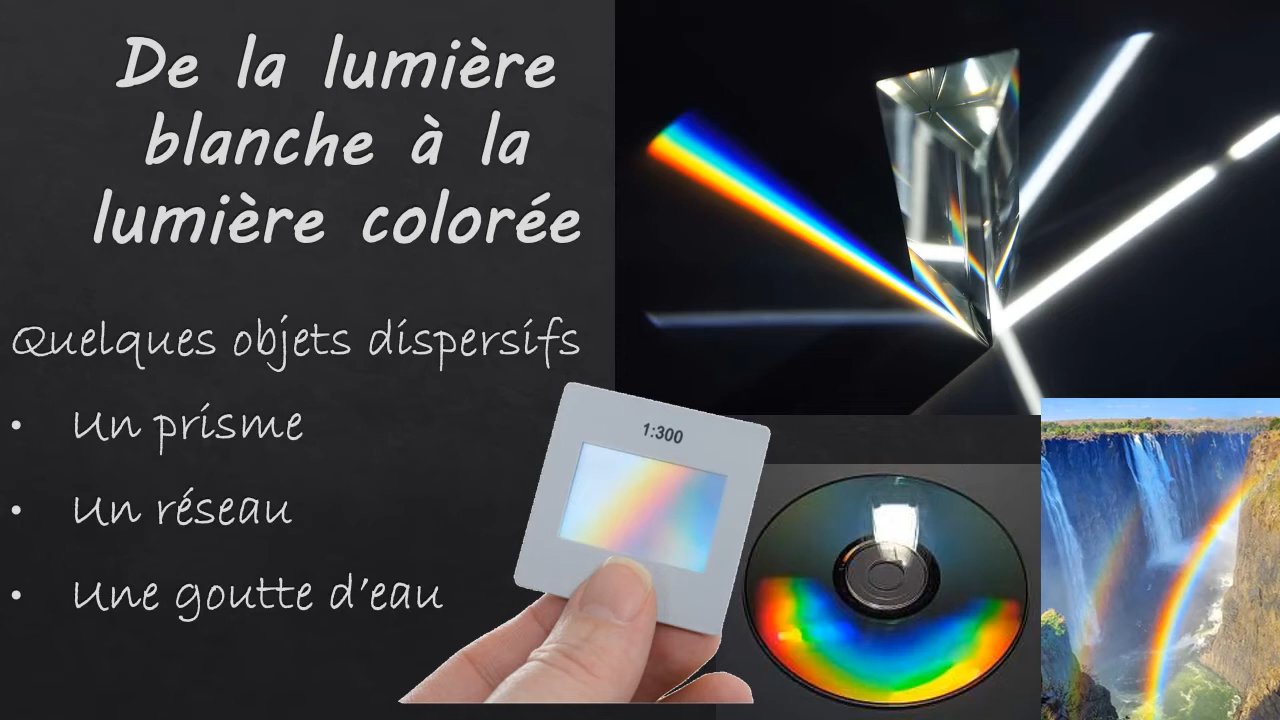 De la lumière
blanche à la
lumière colorée
Quelques objets dispersifs
• Un prisme
• Un réseau
• Une goutte d'eau
1:300